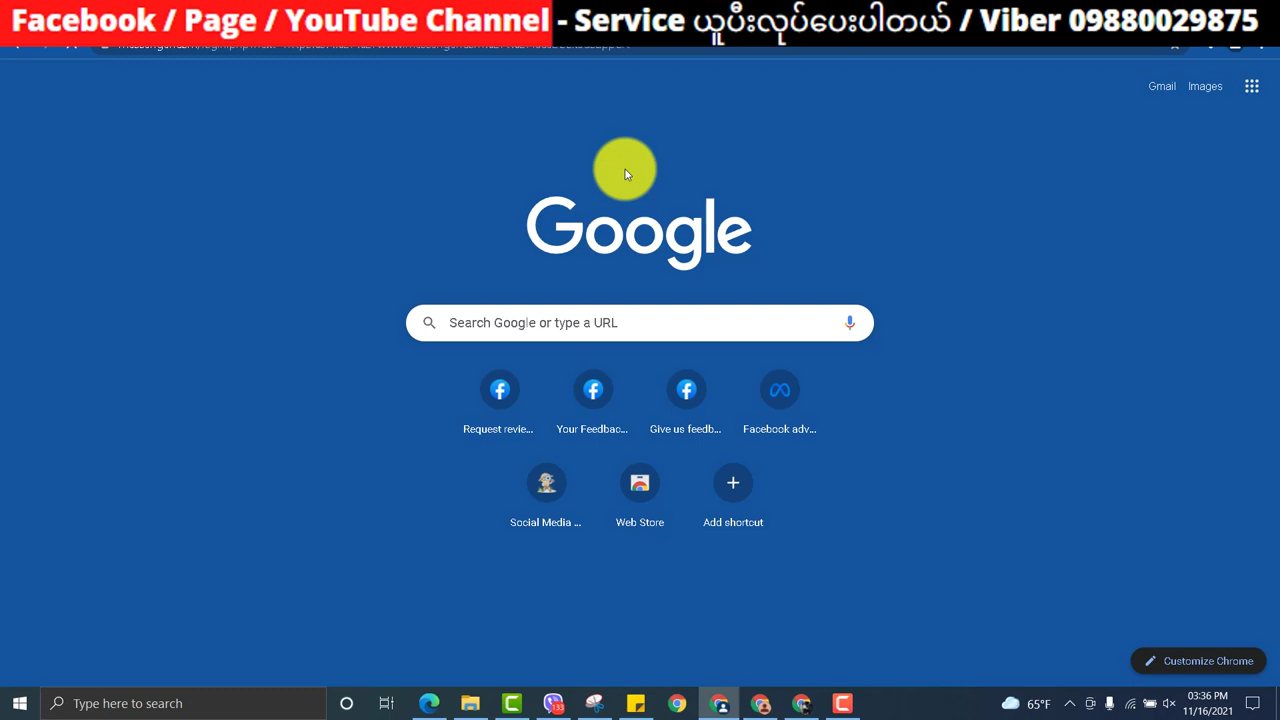 Facebook / Page / YouTube Channel - Service ယူပီးလုပ်ပေးပါတယ် / Viber 09880029875
Gmail Images
Google
Search Google or type a URL
Request revie... Your Feedbac... Give us feedb... Facebook adv...
Social Media ... Web Store Add shortcut
Customize Chrome
Type here to search
133
65°F
03:36 PM
11/16/2021